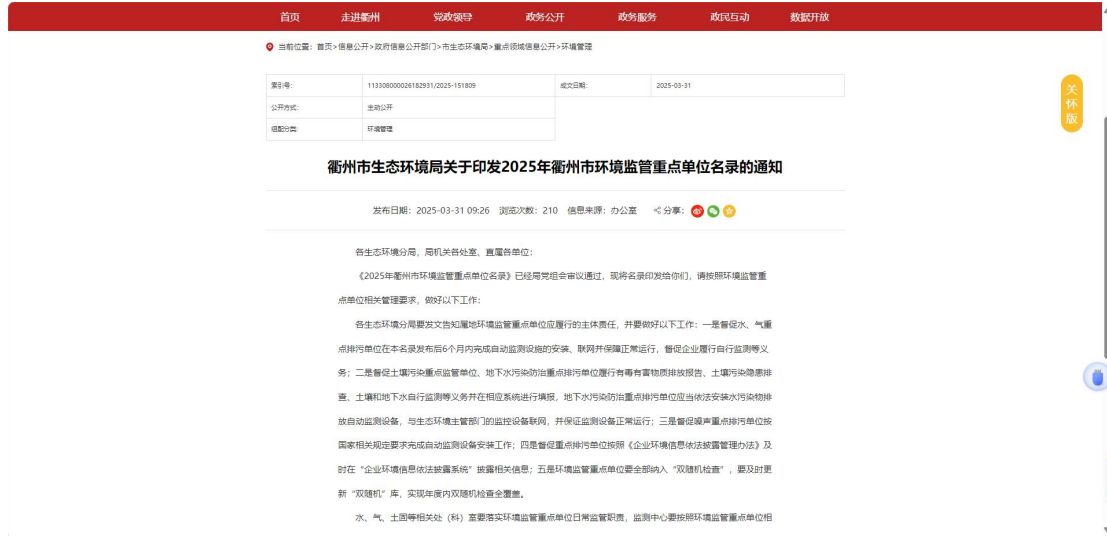 首页 走进衢州 党政领导 政务公开 政务服务 政民互动 数据开放
当前位置：首页>信息公开>政府信息公开部门>市生态环境局>重点领域信息公开>环境管理
索引号： 113308000026182931/2025-151809 成文日期： 2025-03-31
公开方式： 主动公开
组配分类： 环境管理
关怀版
衢州市生态环境局关于印发2025年衢州市环境监管重点单位名录的通知
发布日期：2025-03-31 09:26 浏览次数：210 信息来源：办公室 分享：
各生态环境分局，局机关各处室、直属各单位：
《2025年衢州市环境监管重点单位名录》已经局党组会审议通过，现将名录印发给你们，请按照环境监管重
点单位相关管理要求，做好以下工作：
各生态环境分局要发文告知属地环境监管重点单位应履行的主体责任，并要做好以下工作：一是督促水、气重
点排污单位在本名录发布后6个月内完成自动监测设施的安装、联网并保障正常运行，督促企业履行自行监测等义
务；二是督促土壤污染重点监管单位、地下水污染防治重点排污单位履行有毒有害物质排放报告、土壤污染隐患排
查、土壤和地下水自行监测等义务并在相应系统进行填报，地下水污染防治重点排污单位应当依法安装水污染物排
放自动监测设备，与生态环境主管部门的监控设备联网，并保证监测设备正常运行；三是督促噪声重点排污单位按
国家相关规定要求完成自动监测设备安装工作；四是督促重点排污单位按照《企业环境信息依法披露管理办法》及
时在“企业环境信息依法披露系统”披露相关信息；五是环境监管重点单位要全部纳入“双随机检查”，要及时更
新“双随机”库，实现年度内双随机检查全覆盖。
水、气、土固等相关处（科）室要落实环境监管重点单位日常监管职责，监测中心要按照环境监管重点单位相